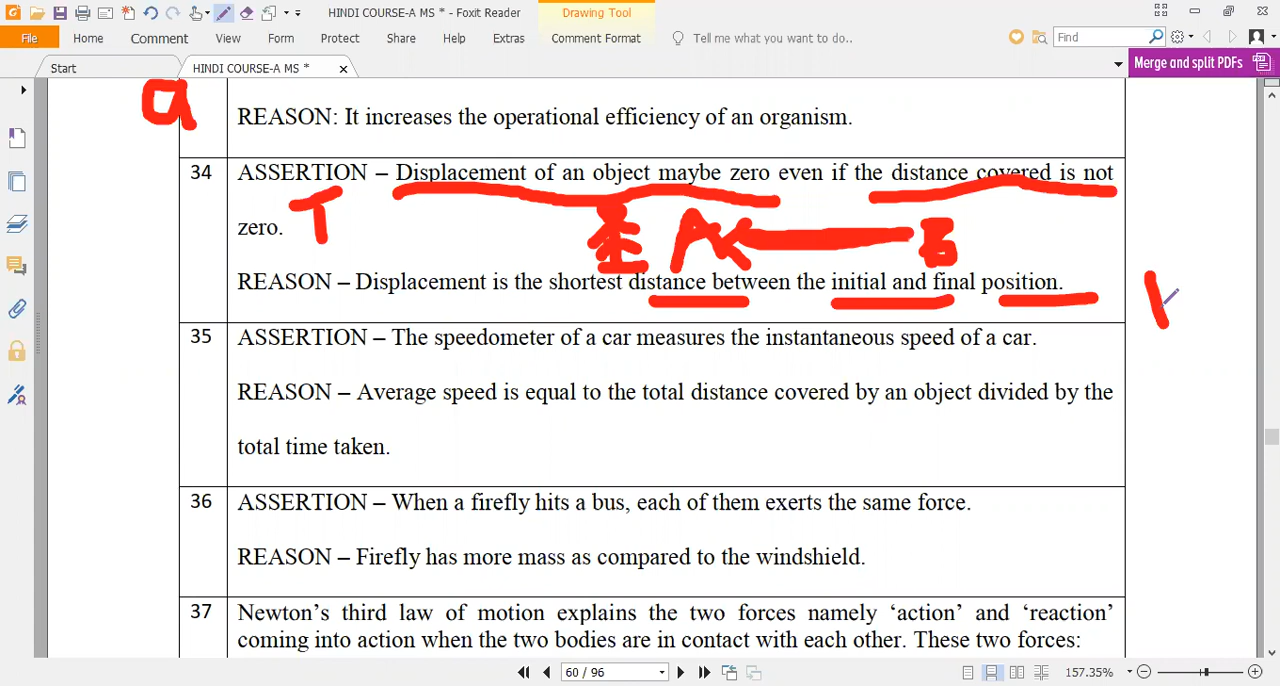 HINDI COURSE-A MS * - Foxit Reader
Drawing Tool
File Home Comment View Form Protect Share Help Extras Comment Format Tell me what you want to do.. Find
Start HINDI COURSE-A MS * Merge and split PDFs
a
REASON: It increases the operational efficiency of an organism.
34 ASSERTION – Displacement of an object maybe zero even if the distance covered is not
zero. T A B
REASON – Displacement is the shortest distance between the initial and final position.
35 ASSERTION – The speedometer of a car measures the instantaneous speed of a car.
REASON – Average speed is equal to the total distance covered by an object divided by the
total time taken.
36 ASSERTION – When a firefly hits a bus, each of them exerts the same force.
REASON – Firefly has more mass as compared to the windshield.
37 Newton's third law of motion explains the two forces namely ‘action’ and ‘reaction’
coming into action when the two bodies are in contact with each other. These two forces:
60 / 96 157.35%